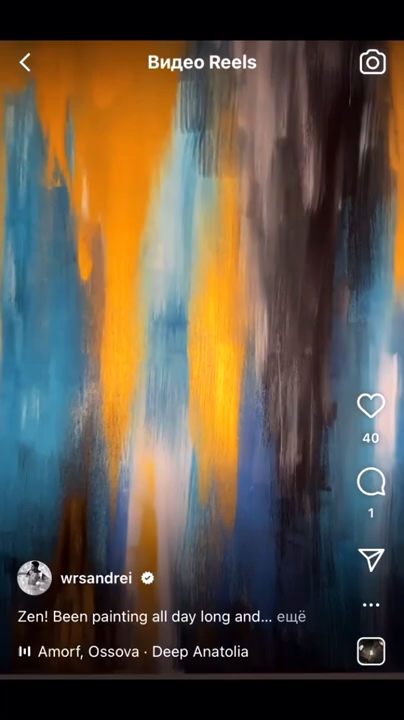 Видео Reels
40
1
wrsandrei
Zen! Been painting all day long and... ещё
Amorf, Ossova · Deep Anatolia